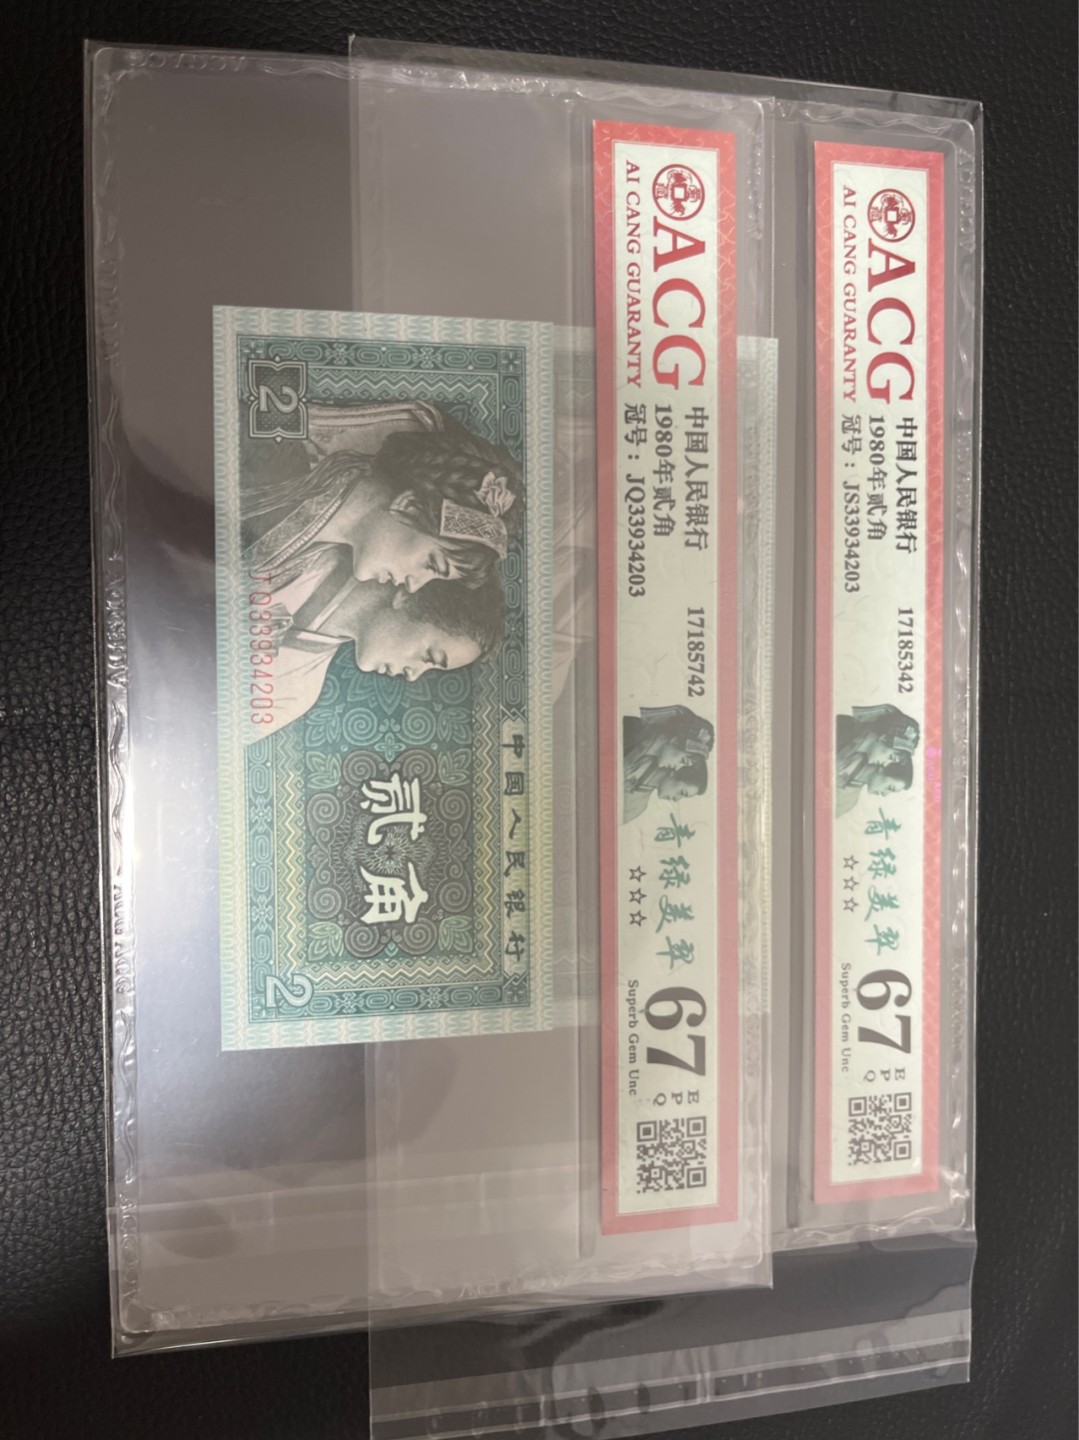 ACG
AI CANG GUARANTY
中国人民银行
1980年贰角
冠号：JS33934203
17185342
青绿美翠
☆☆☆
67
EPQ
Superb Gem Unc
ACG
AI CANG GUARANTY
中国人民银行
1980年贰角
冠号：JQ33934203
17185742
青绿美翠
☆☆☆
67
EPQ
Superb Gem Unc
中國人民銀行
贰角
2
2
JQ33934203